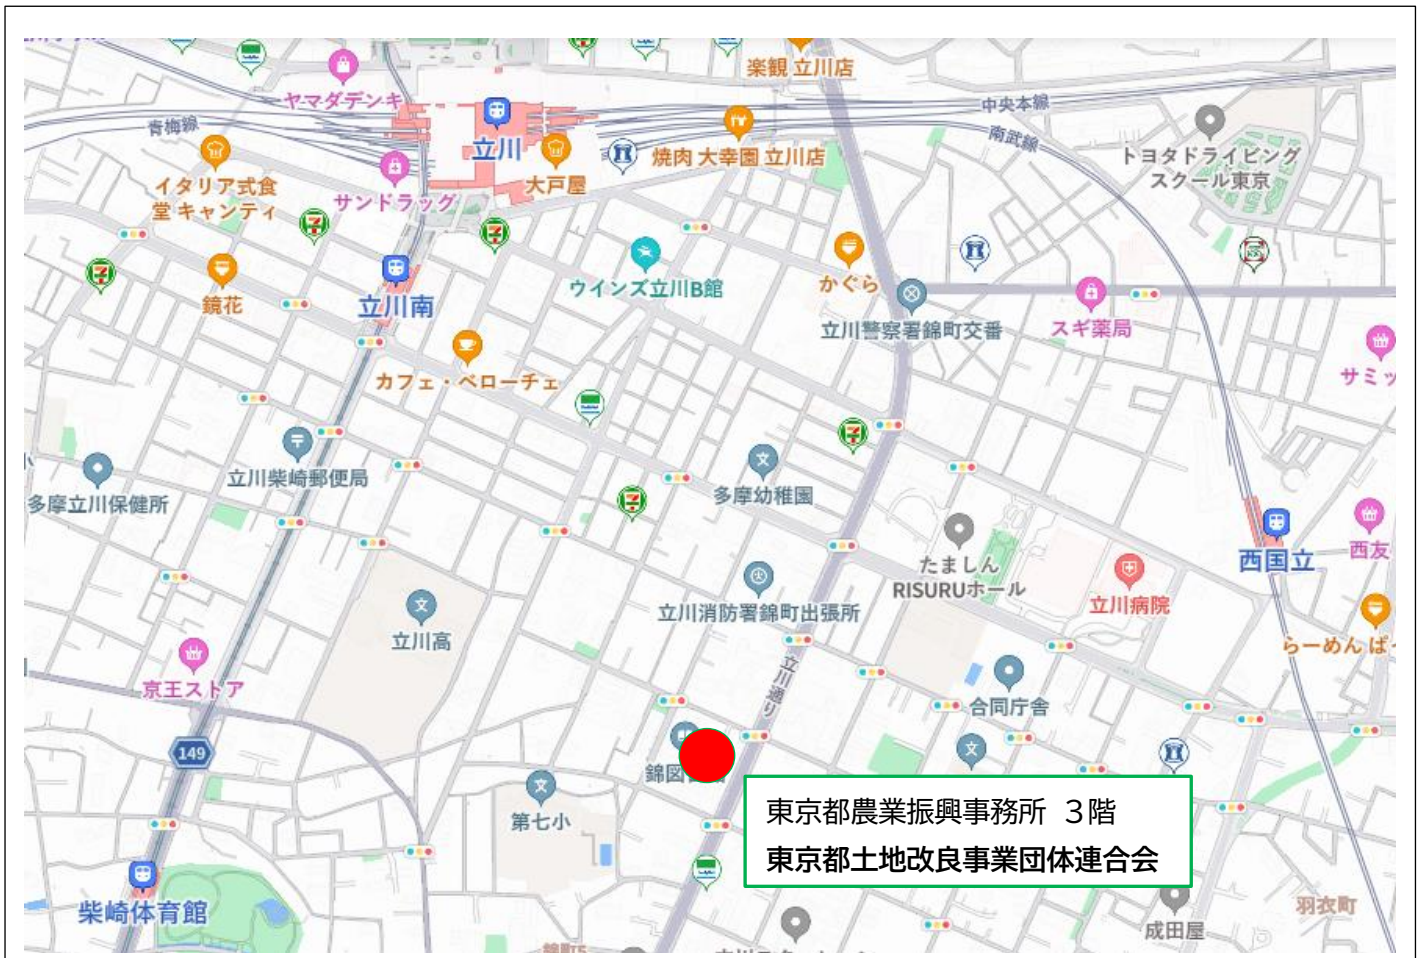 楽観 立川店
ヤマダデンキ
中央本線
青梅線
南武線
立川
焼肉 大幸園 立川店
トヨタドライビング
スクール東京
イタリア式食
堂 キャンティ
大戸屋
サンドラッグ
鏡花
立川南
ウインズ立川B館
かぐら
立川警察署錦町交番
スギ薬局
サミッ
カフェ・ベローチェ
立川柴崎郵便局
多摩立川保健所
多摩幼稚園
たましん
RISURUホール
西国立
西友
立川病院
立川消防署錦町出張所
立川高
らーめん ぱ
京王ストア
立川通り
合同庁舎
149
錦図
第七小
東京都農業振興事務所 3階
東京都土地改良事業団体連合会
柴崎体育館
成田屋
羽衣町
錦町5